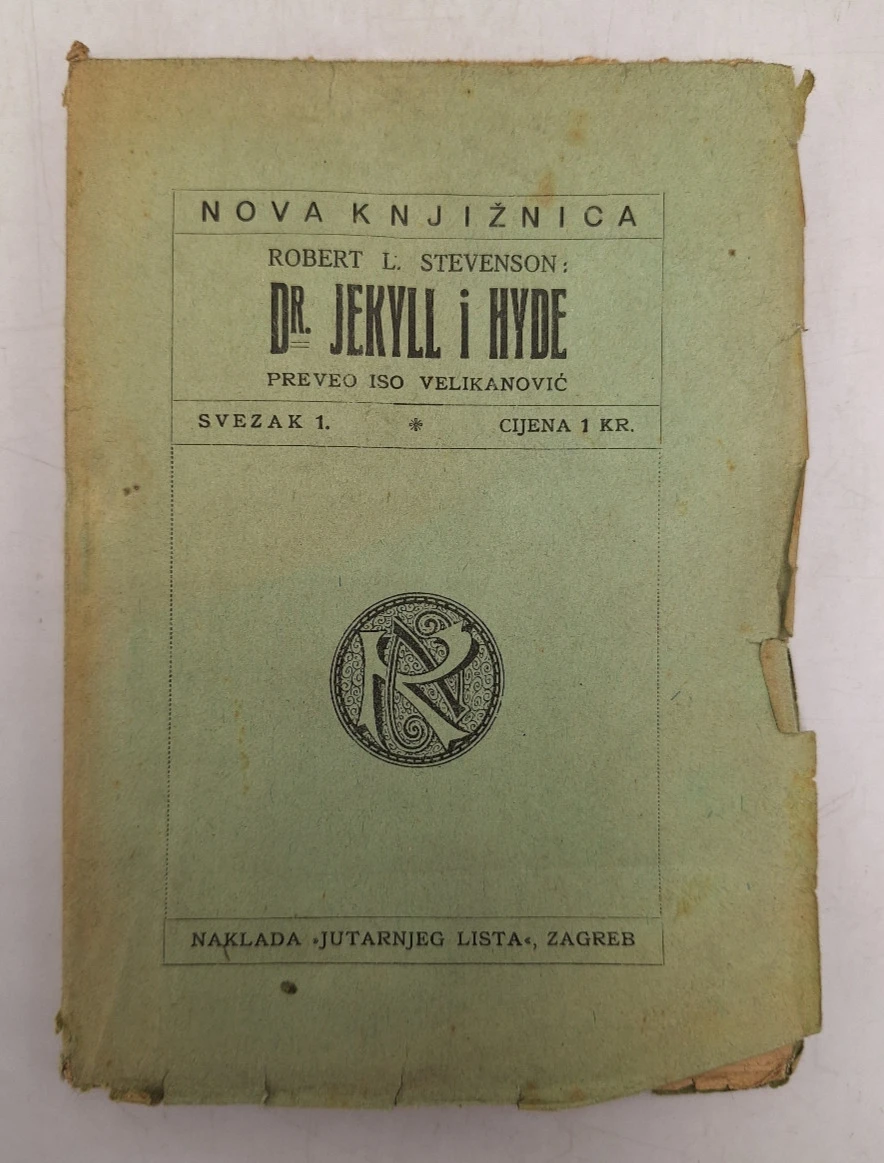 NOVA KNJIŽNICA
ROBERT L. STEVENSON:
DR. JEKYLL i HYDE
PREVEO ISO VELIKANOVIĆ
SVEZAK 1. * CIJENA 1 KR.
NAKLADA »JUTARNJEG LISTA«, ZAGREB